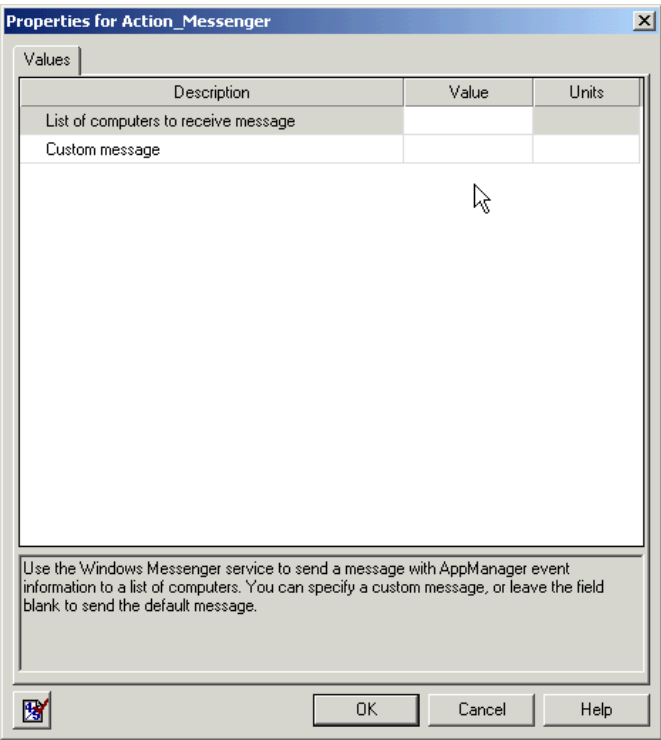 Properties for Action_Messenger
Values
Description Value Units
List of computers to receive message
Custom message
Use the Windows Messenger service to send a message with AppManager event
information to a list of computers. You can specify a custom message, or leave the field
blank to send the default message.
OK Cancel Help